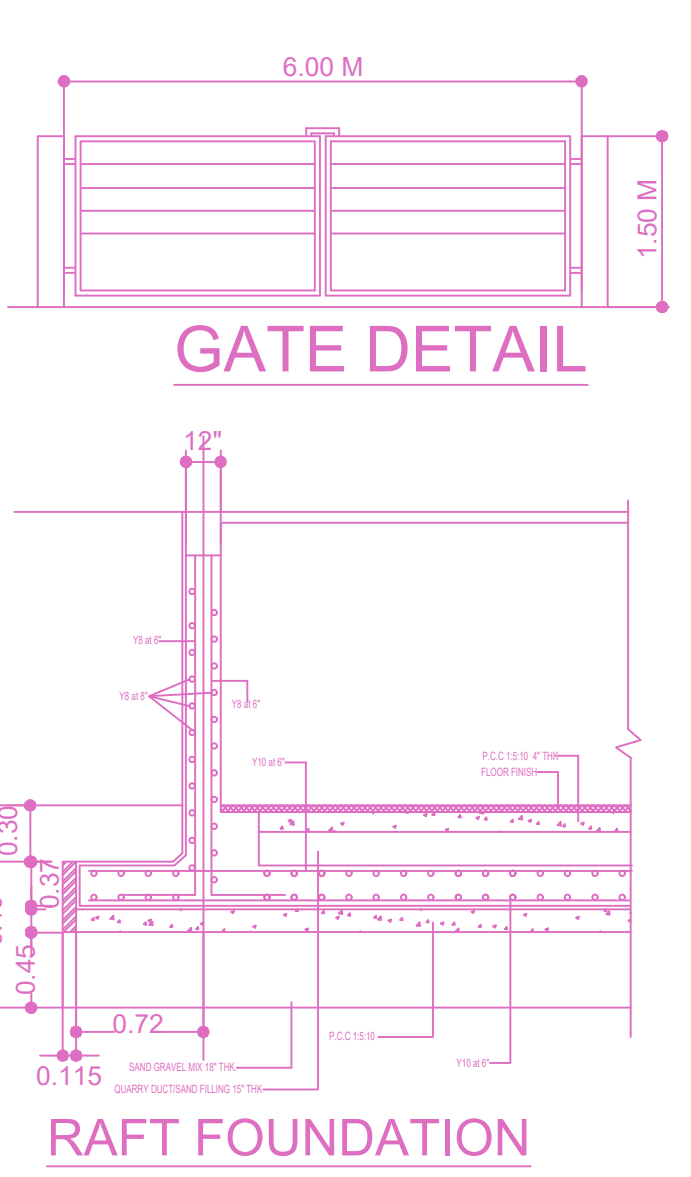 6.00 M
1.50 M
GATE DETAIL
12"
Y8 at 6"
Y8 at 8"
Y8 at 6"
Y10 at 6"
P.C.C 1:5:10 4" THK
FLOOR FINISH
0.30
0.37
0.45
0.72
0.115
P.C.C 1:5:10
SAND GRAVEL MIX 18" THK
Y10 at 6"
QUARRY DUCT/SAND FILLING 15" THK
RAFT FOUNDATION